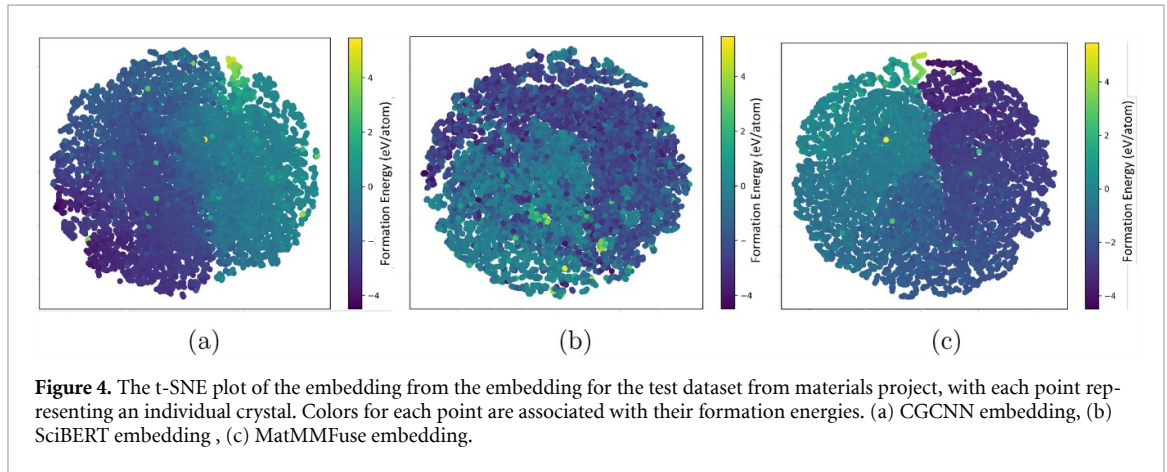 4
2
0
−2
−4
Formation Energy (eV/atom)
4
2
0
−4
Formation Energy (eV/atom)
4
2
0
−2
−4
Formation Energy (eV/atom)
(a)
(b)
(c)
Figure 4. The t-SNE plot of the embedding from the embedding for the test dataset from materials project, with each point rep-
resenting an individual crystal. Colors for each point are associated with their formation energies. (a) CGCNN embedding, (b)
SciBERT embedding , (c) MatMMFuse embedding.